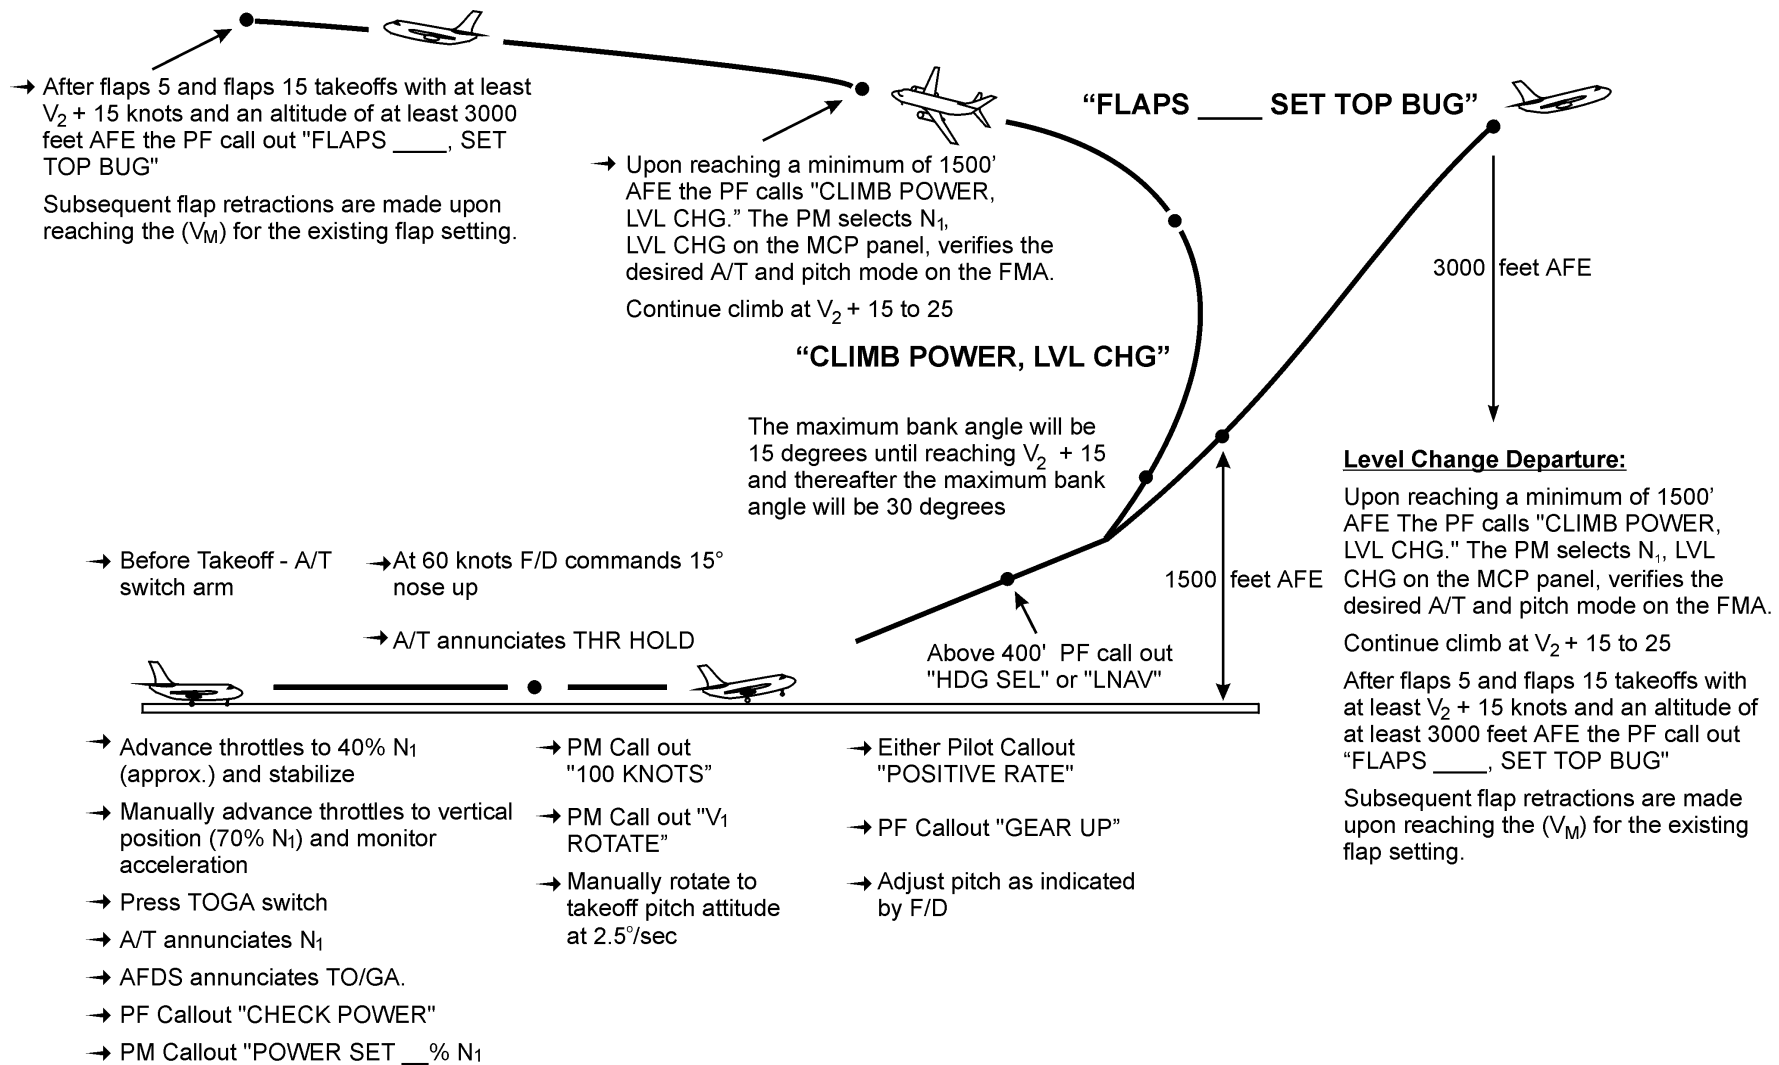 → After flaps 5 and flaps 15 takeoffs with at least
V2 + 15 knots and an altitude of at least 3000
feet AFE the PF call out "FLAPS ____, SET
TOP BUG"
Subsequent flap retractions are made upon
reaching the (VM) for the existing flap setting.
→ Upon reaching a minimum of 1500’
AFE the PF calls "CLIMB POWER,
LVL CHG.” The PM selects N1,
LVL CHG on the MCP panel, verifies the
desired A/T and pitch mode on the FMA.
Continue climb at V2 + 15 to 25
“FLAPS ____ SET TOP BUG”
3000 feet AFE
“CLIMB POWER, LVL CHG”
The maximum bank angle will be
15 degrees until reaching V2 + 15
and thereafter the maximum bank
angle will be 30 degrees
1500 feet AFE
Level Change Departure:
Upon reaching a minimum of 1500’
AFE The PF calls "CLIMB POWER,
LVL CHG." The PM selects N1, LVL
CHG on the MCP panel, verifies the
desired A/T and pitch mode on the FMA.
Continue climb at V2 + 15 to 25
After flaps 5 and flaps 15 takeoffs with
at least V2 + 15 knots and an altitude of
at least 3000 feet AFE the PF call out
“FLAPS ____, SET TOP BUG"
Subsequent flap retractions are made
upon reaching the (VM) for the existing
flap setting.
→ Before Takeoff - A/T
switch arm
→ At 60 knots F/D commands 15°
nose up
→ A/T annunciates THR HOLD
Above 400' PF call out
"HDG SEL" or "LNAV"
→ Advance throttles to 40% N1
(approx.) and stabilize
→ Manually advance throttles to vertical
position (70% N1) and monitor
acceleration
→ Press TOGA switch
→ A/T annunciates N1
→ AFDS annunciates TO/GA.
→ PF Callout "CHECK POWER"
→ PM Callout "POWER SET __% N1
→ PM Call out
"100 KNOTS”
→ PM Call out "V1
ROTATE”
→ Manually rotate to
takeoff pitch attitude
at 2.5°/sec
→ Either Pilot Callout
"POSITIVE RATE"
→ PF Callout "GEAR UP”
→ Adjust pitch as indicated
by F/D